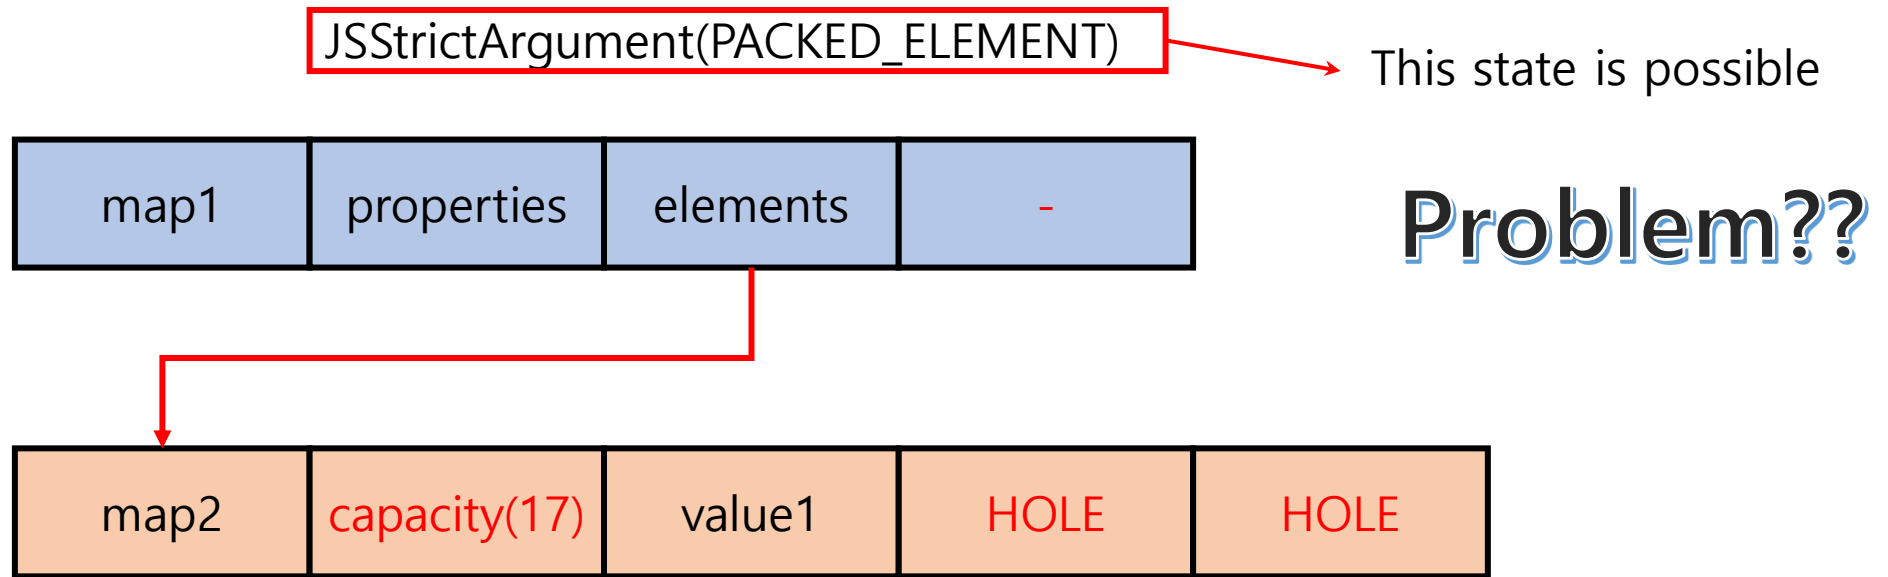 JSStrictArgument(PACKED_ELEMENT)
This state is possible
map1 properties elements -
Problem??
map2 capacity(17) value1 HOLE HOLE